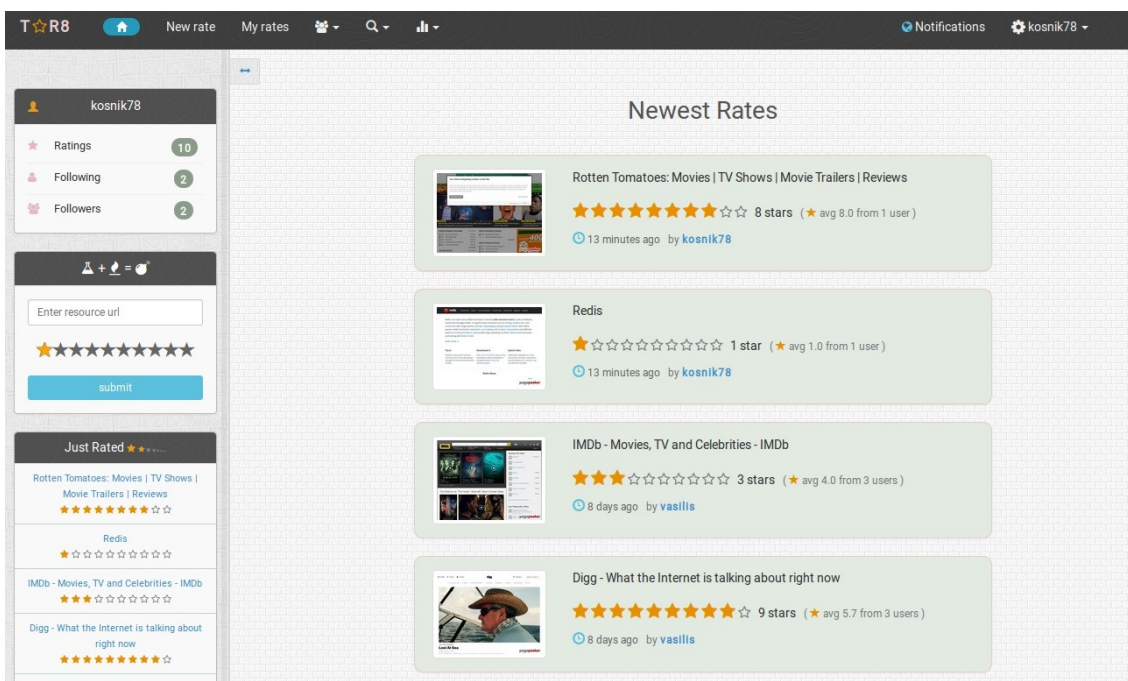 T☆R8
New rate
My rates
Notifications
kosnik78
kosnik78
Ratings 10
Following 2
Followers 2
+ =
Enter resource url
submit
Just Rated
Rotten Tomatoes: Movies | TV Shows |
Movie Trailers | Reviews
Redis
IMDb - Movies, TV and Celebrities - IMDb
Digg - What the Internet is talking about
right now
Newest Rates
Rotten Tomatoes: Movies | TV Shows | Movie Trailers | Reviews
8 stars ( ★ avg 8.0 from 1 user )
13 minutes ago by kosnik78
Redis
1 star ( ★ avg 1.0 from 1 user )
13 minutes ago by kosnik78
IMDb - Movies, TV and Celebrities - IMDb
3 stars ( ★ avg 4.0 from 3 users )
8 days ago by vasilis
Digg - What the Internet is talking about right now
9 stars ( ★ avg 5.7 from 3 users )
8 days ago by vasilis
Lost At Sea